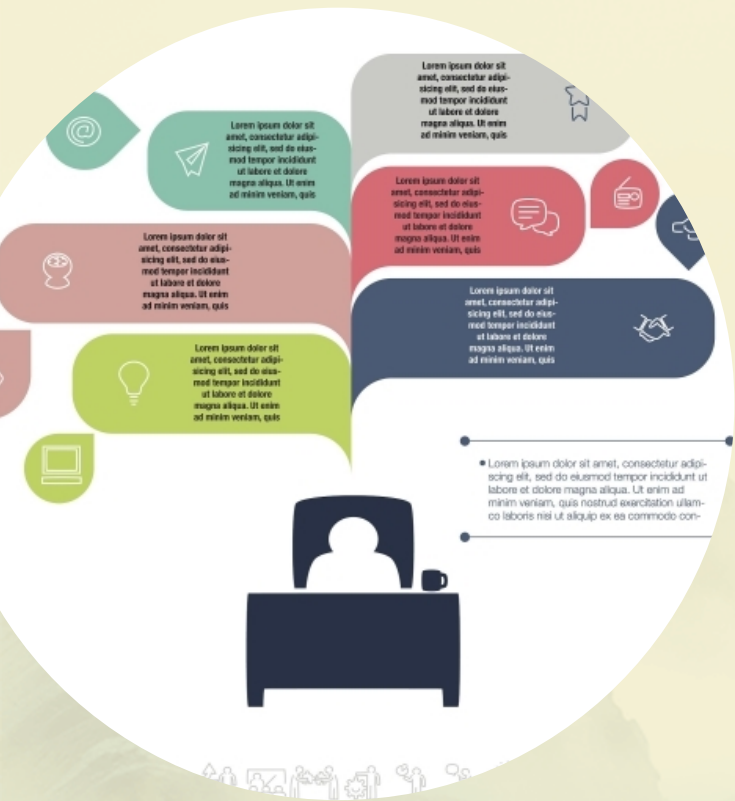 Lorem ipsum dolor sit
amet, consectetur adipi-
sicing elit, sed do eius-
mod tempor incididunt
ut labore et dolore
magna aliqua. Ut enim
ad minim veniam, quis
Lorem ipsum dolor sit
amet, consectetur adipi-
sicing elit, sed do eius-
mod tempor incididunt
ut labore et dolore
magna aliqua. Ut enim
ad minim veniam, quis
Lorem ipsum dolor sit
amet, consectetur adipi-
sicing elit, sed do eius-
mod tempor incididunt
ut labore et dolore
magna aliqua. Ut enim
ad minim veniam, quis
Lorem ipsum dolor sit
amet, consectetur adipi-
sicing elit, sed do eius-
mod tempor incididunt
ut labore et dolore
magna aliqua. Ut enim
ad minim veniam, quis
Lorem ipsum dolor sit
amet, consectetur adipi-
sicing elit, sed do eius-
mod tempor incididunt
ut labore et dolore
magna aliqua. Ut enim
ad minim veniam, quis
Lorem ipsum dolor sit
amet, consectetur adipi-
sicing elit, sed do eius-
mod tempor incididunt
ut labore et dolore
magna aliqua. Ut enim
ad minim veniam, quis
Lorem ipsum dolor sit amet, consectetur adipi-
scing elit, sed do eiusmod tempor incididunt ut
labore et dolore magna aliqua. Ut enim ad
minim veniam, quis nostrud exercitation ullam-
co laboris nisi ut aliquip ex ea commodo con-